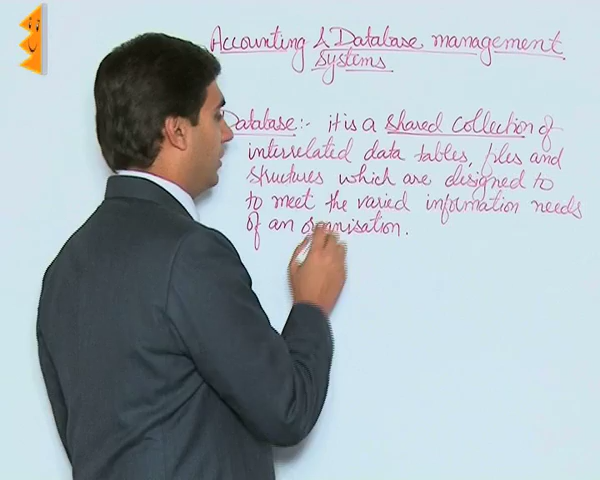 Accounting & Database management
Systems
Database:- it is a shared collection of
interrelated data tables, files and
structures which are designed to
to meet the varied information needs
of an organisation.